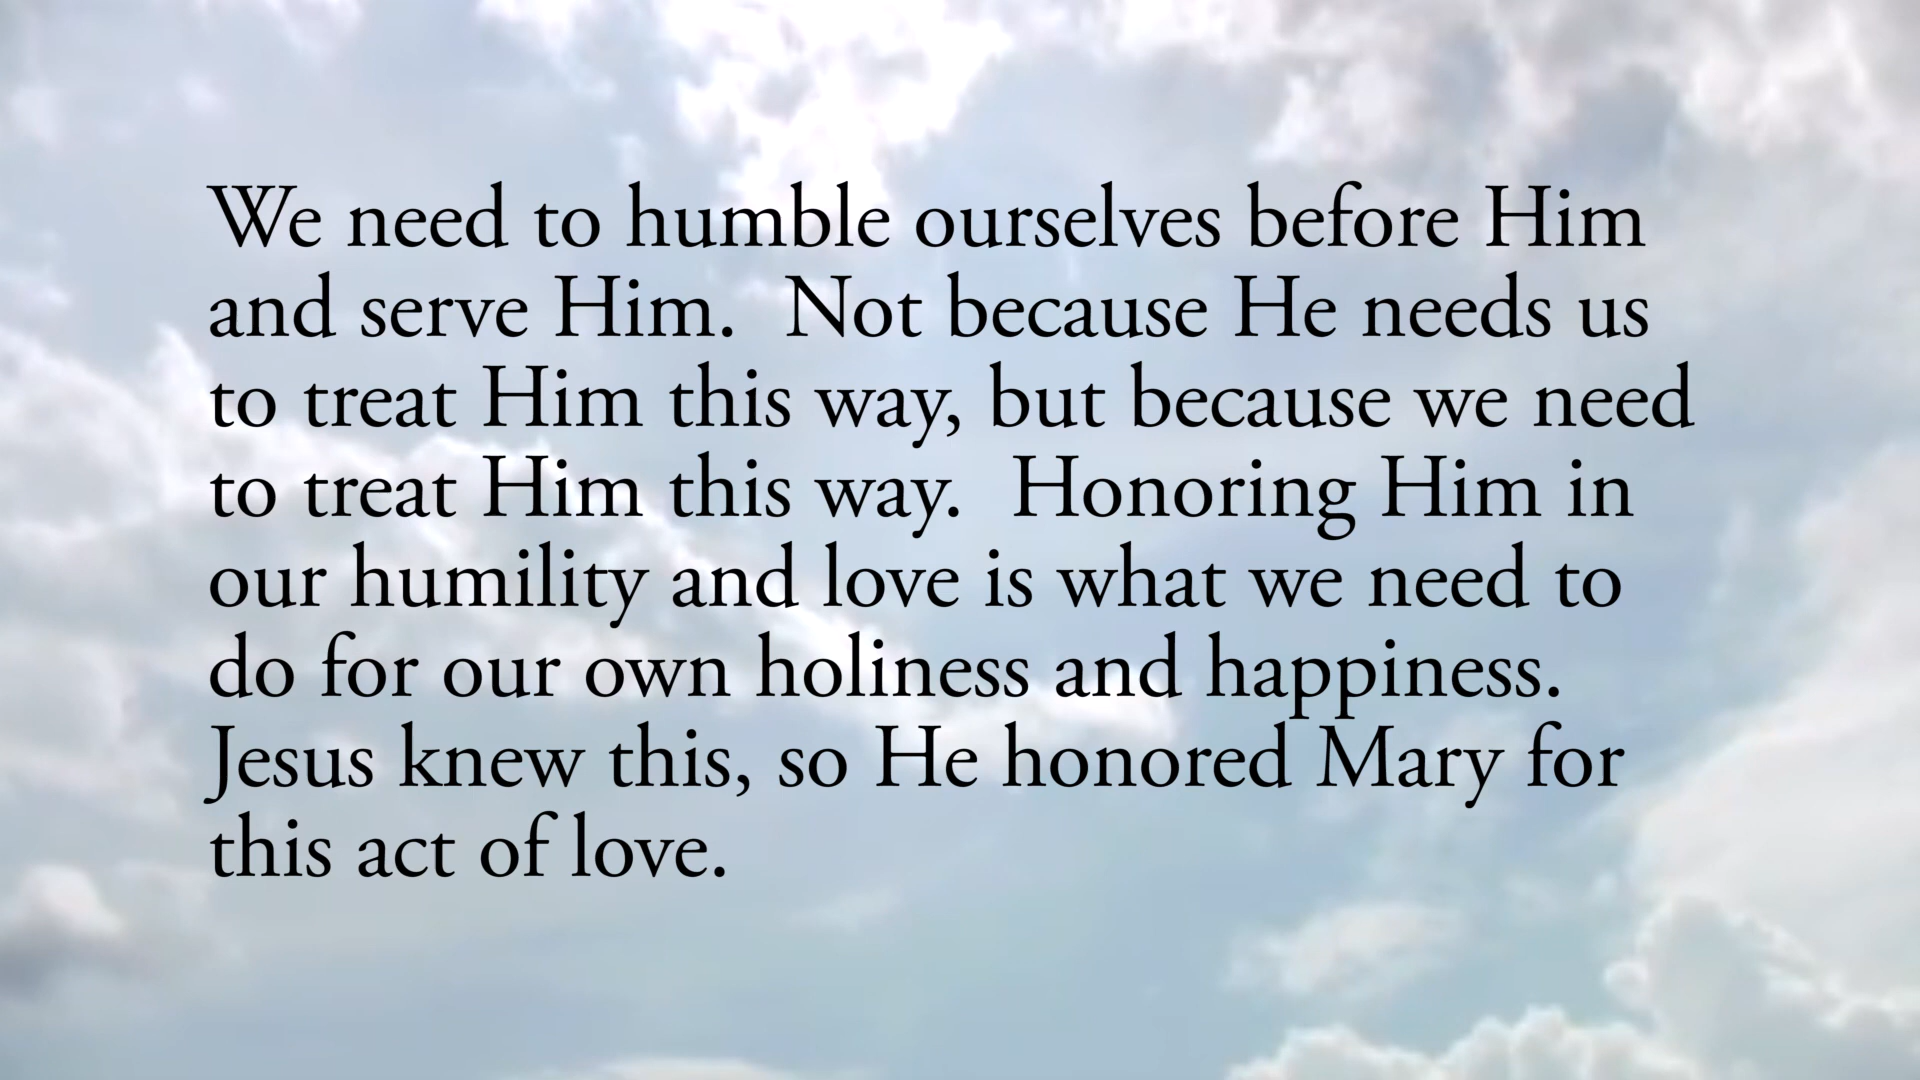 We need to humble ourselves before Him
and serve Him.  Not because He needs us
to treat Him this way, but because we need
to treat Him this way.  Honoring Him in
our humility and love is what we need to
do for our own holiness and happiness.
Jesus knew this, so He honored Mary for
this act of love.